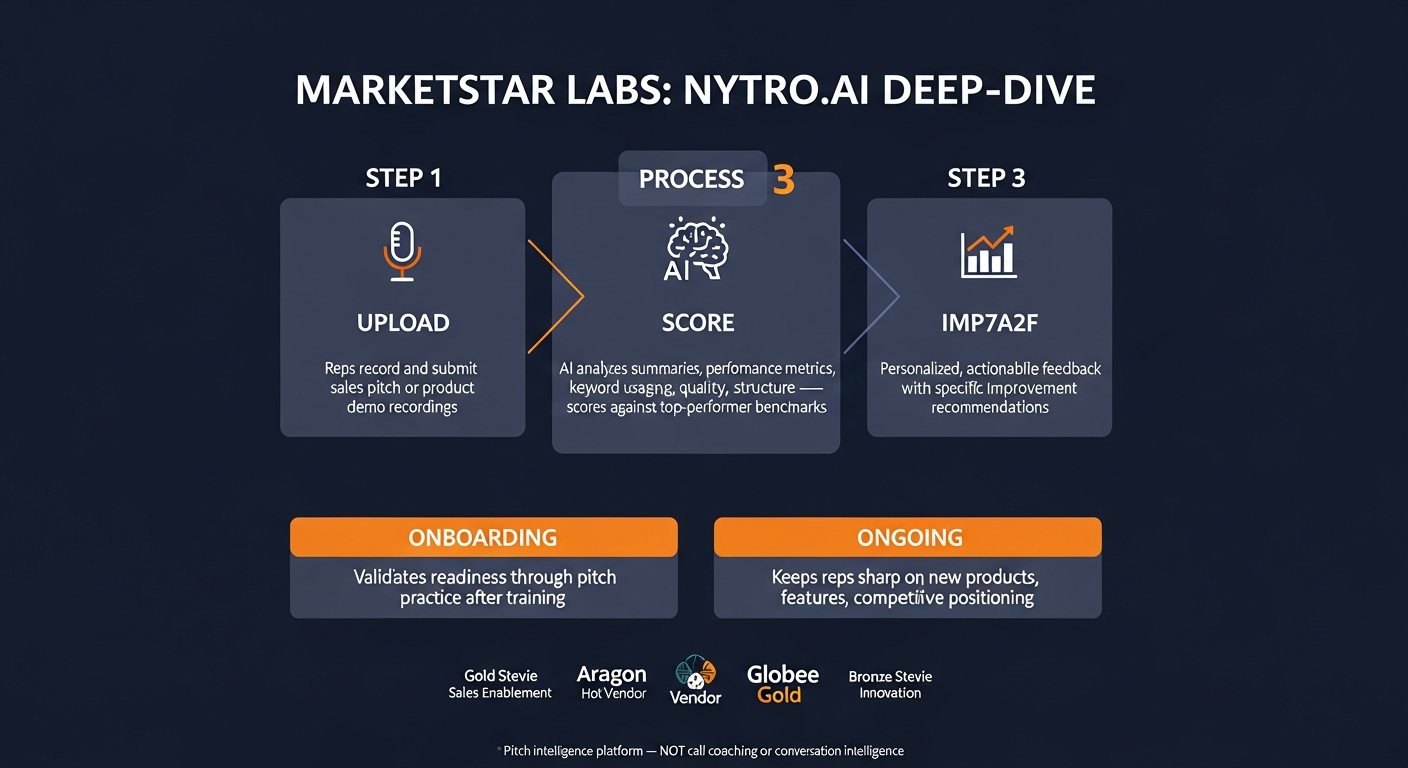 MARKETSTAR LABS: NYTRO.AI DEEP-DIVE
STEP 1
PROCESS 3
STEP 3
AI
UPLOAD
SCORE
IMP7A2F
Reps record and submit
sales pitch or product
demo recordings
AI analyzes summaries, performance metrics,
keyword usagng, quality, structure —
scores against top-performer benchmarks
Personalized, actionable feedback
with specific Improvement
recommendations
ONBOARDING
Validates readiness through pitch
practice after training
ONGOING
Keeps reps sharp on new products,
features, competitive positioning
Gold Stevie
Sales Enablement
Aragon
Hot Vendor
Vendor
Globee
Gold
Bronze Stevie
Innovation
* Pitch intelligence platform — NOT call coaching or conversation intelligence